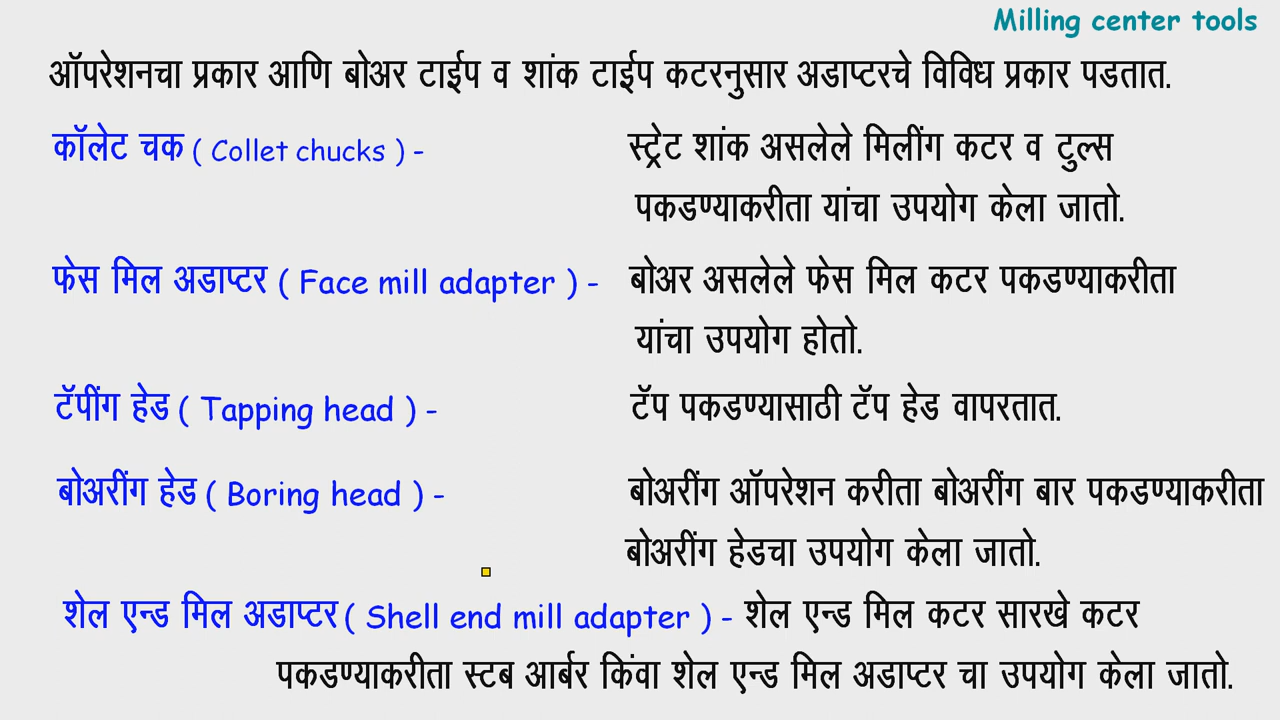 Milling center tools
ऑपरेशनचा प्रकार आणि बोअर टाईप व शांक टाईप कटरनुसार अडाप्टरचे विविध प्रकार पडतात.
कॉलेट चक ( Collet chucks ) - स्ट्रेट शांक असलेले मिलींग कटर व टुल्स
पकडण्याकरीता यांचा उपयोग केला जातो.
फेस मिल अडाप्टर ( Face mill adapter ) - बोअर असलेले फेस मिल कटर पकडण्याकरीता
यांचा उपयोग होतो.
टॅपींग हेड ( Tapping head ) - टॅप पकडण्यासाठी टॅप हेड वापरतात.
बोअरींग हेड ( Boring head ) - बोअरींग ऑपरेशन करीता बोअरींग बार पकडण्याकरीता
बोअरींग हेडचा उपयोग केला जातो.
शेल एन्ड मिल अडाप्टर ( Shell end mill adapter ) - शेल एन्ड मिल कटर सारखे कटर
पकडण्याकरीता स्टब आर्बर किंवा शेल एन्ड मिल अडाप्टर चा उपयोग केला जातो.